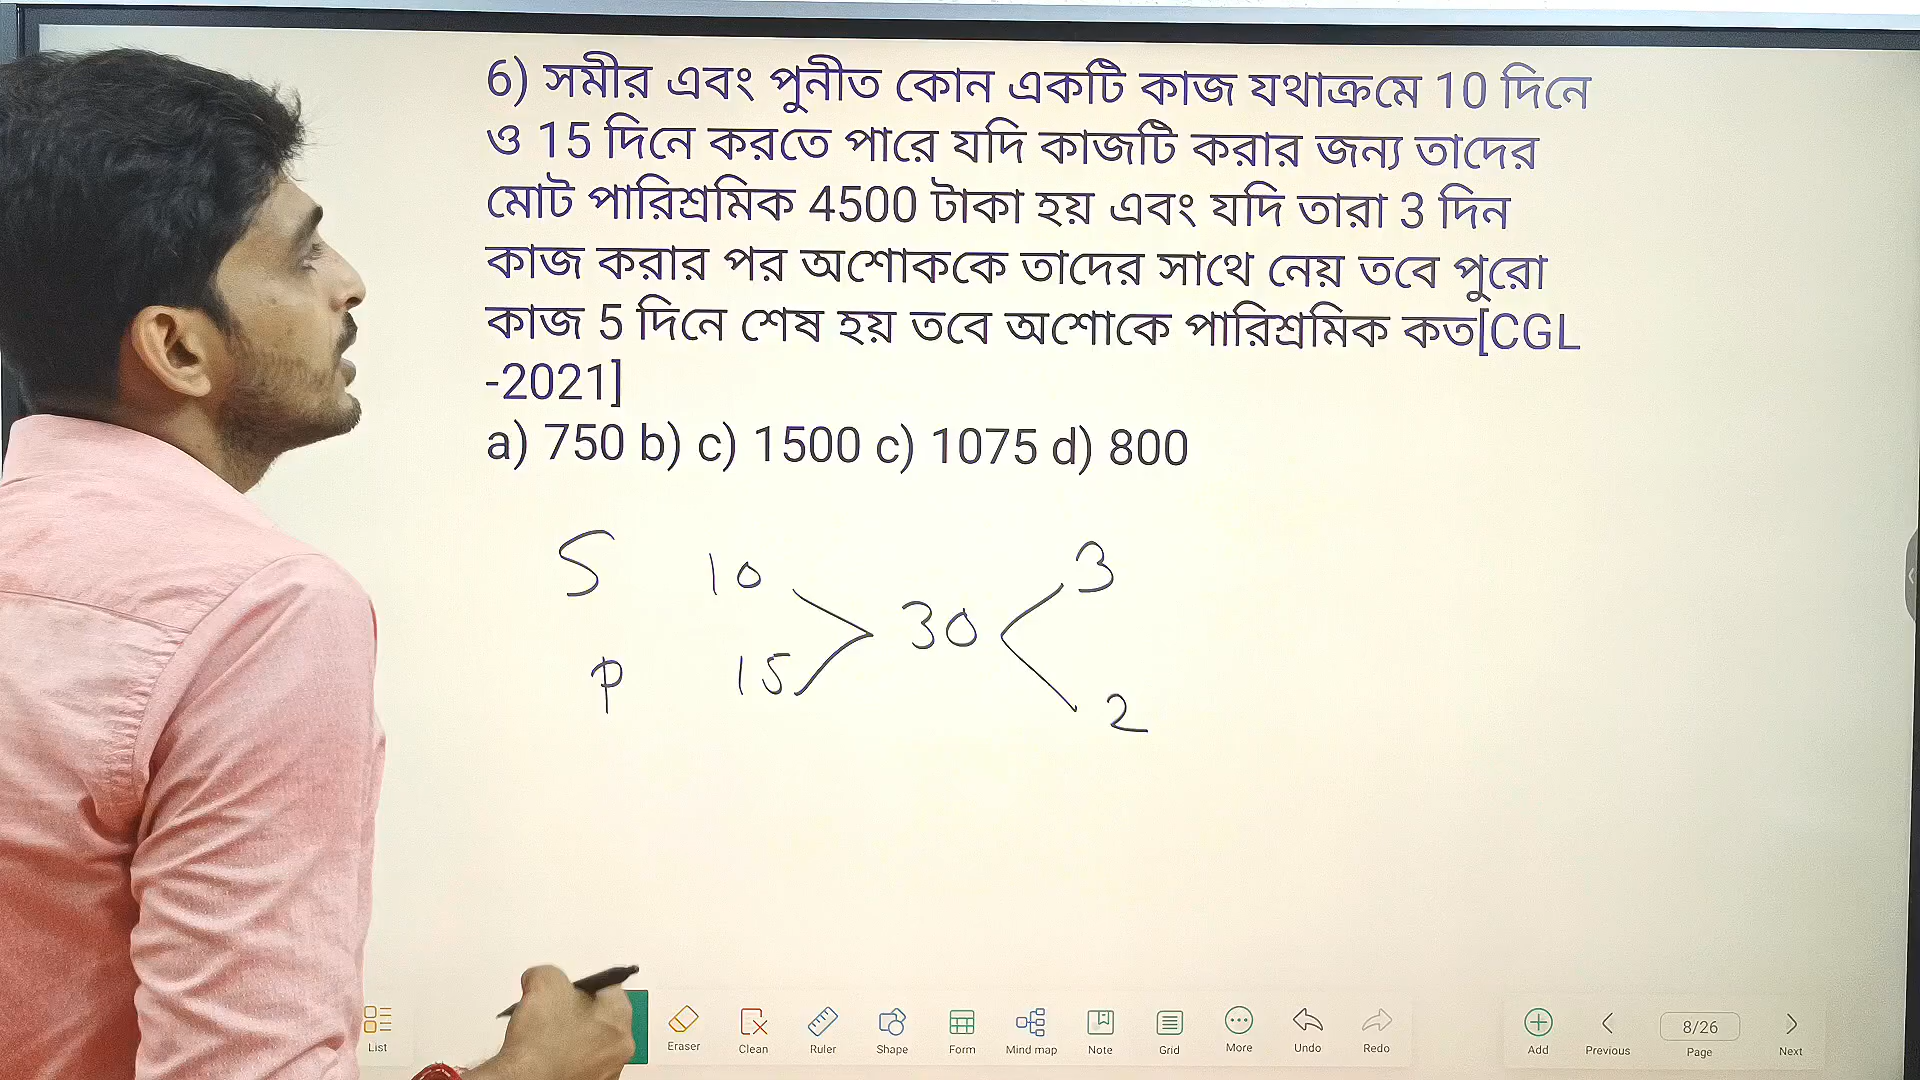 6) সমীর এবং পুনীত কোন একটি কাজ যথাক্রমে 10 দিনে
ও 15 দিনে করতে পারে যদি কাজটি করার জন্য তাদের
মোট পারিশ্রমিক 4500 টাকা হয় এবং যদি তারা 3 দিন
কাজ করার পর অশোককে তাদের সাথে নেয় তবে পুরো
কাজ 5 দিনে শেষ হয় তবে অশোকে পারিশ্রমিক কত[CGL
-2021]
a) 750 b) c) 1500 c) 1075 d) 800
S 10 3
30
P 15 2
List Eraser Clean Ruler Shape Form Mind map Note Grid More Undo Redo Add Previous 8/26 Page Next